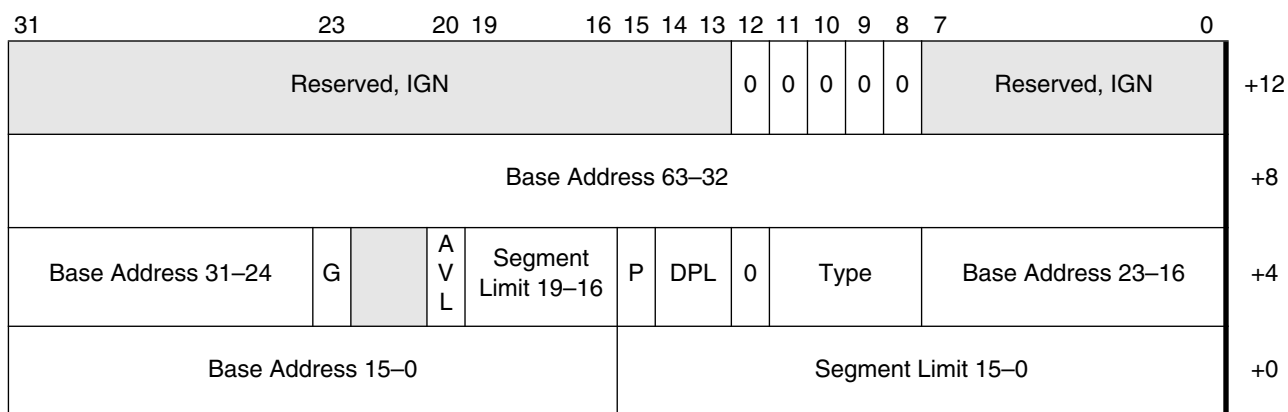 31 23 20 19 16 15 14 13 12 11 10 9 8 7 0
Reserved, IGN 0 0 0 0 0 Reserved, IGN +12
Base Address 63–32 +8
Base Address 31–24 G AVL Segment Limit 19–16 P DPL 0 Type Base Address 23–16 +4
Base Address 15–0 Segment Limit 15–0 +0